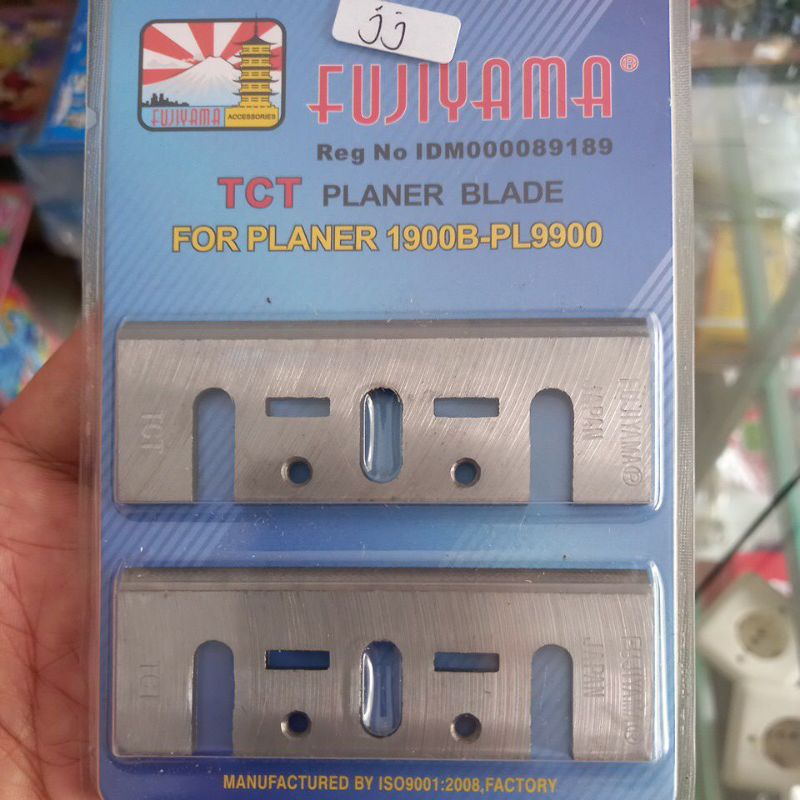 jj
FUJIYAMA ACCESSORIES
FUJIYAMA®
Reg No IDM000089189
TCT PLANER BLADE
FOR PLANER 1900B-PL9900
TCT
FUJIYAMA®
JAPAN
TCT
FUJIYAMA®
JAPAN
MANUFACTURED BY ISO9001:2008,FACTORY